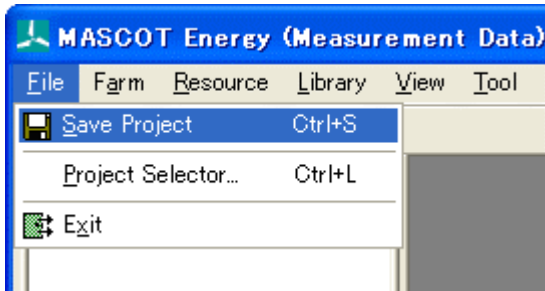 MASCOT Energy (Measurement Data)
File Farm Resource Library View Tool
Save Project Ctrl+S
Project Selector... Ctrl+L
Exit